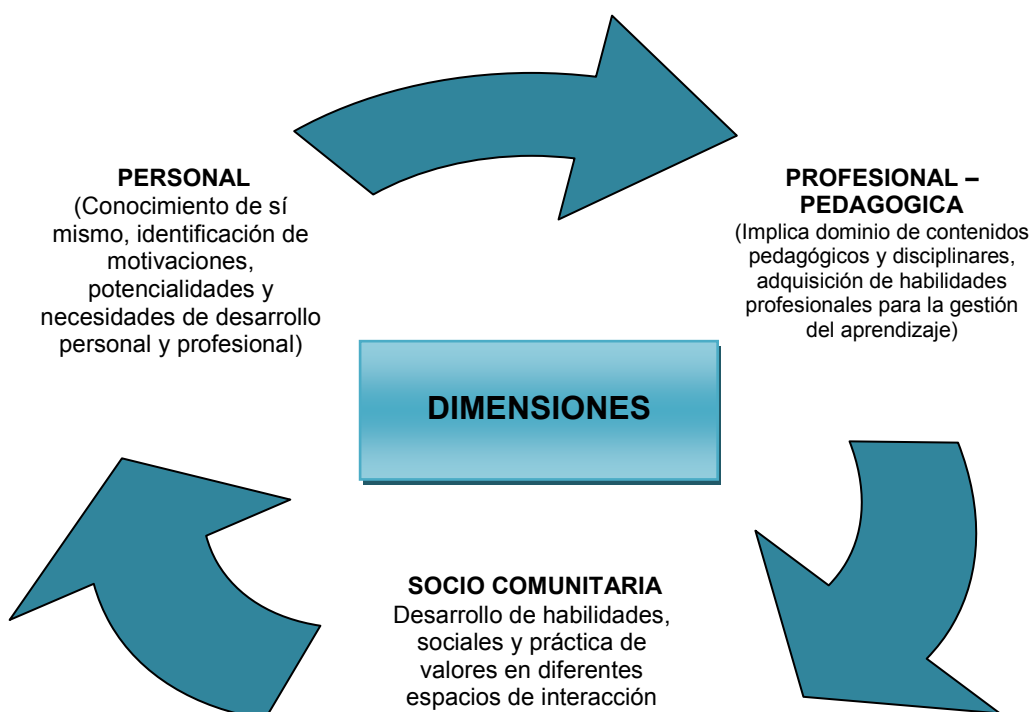 PERSONAL
(Conocimiento de sí
mismo, identificación de
motivaciones,
potencialidades y
necesidades de desarrollo
personal y profesional)
PROFESIONAL –
PEDAGOGICA
(Implica dominio de contenidos
pedagógicos y disciplinares,
adquisición de habilidades
profesionales para la gestión
del aprendizaje)
DIMENSIONES
SOCIO COMUNITARIA
Desarrollo de habilidades,
sociales y práctica de
valores en diferentes
espacios de interacción